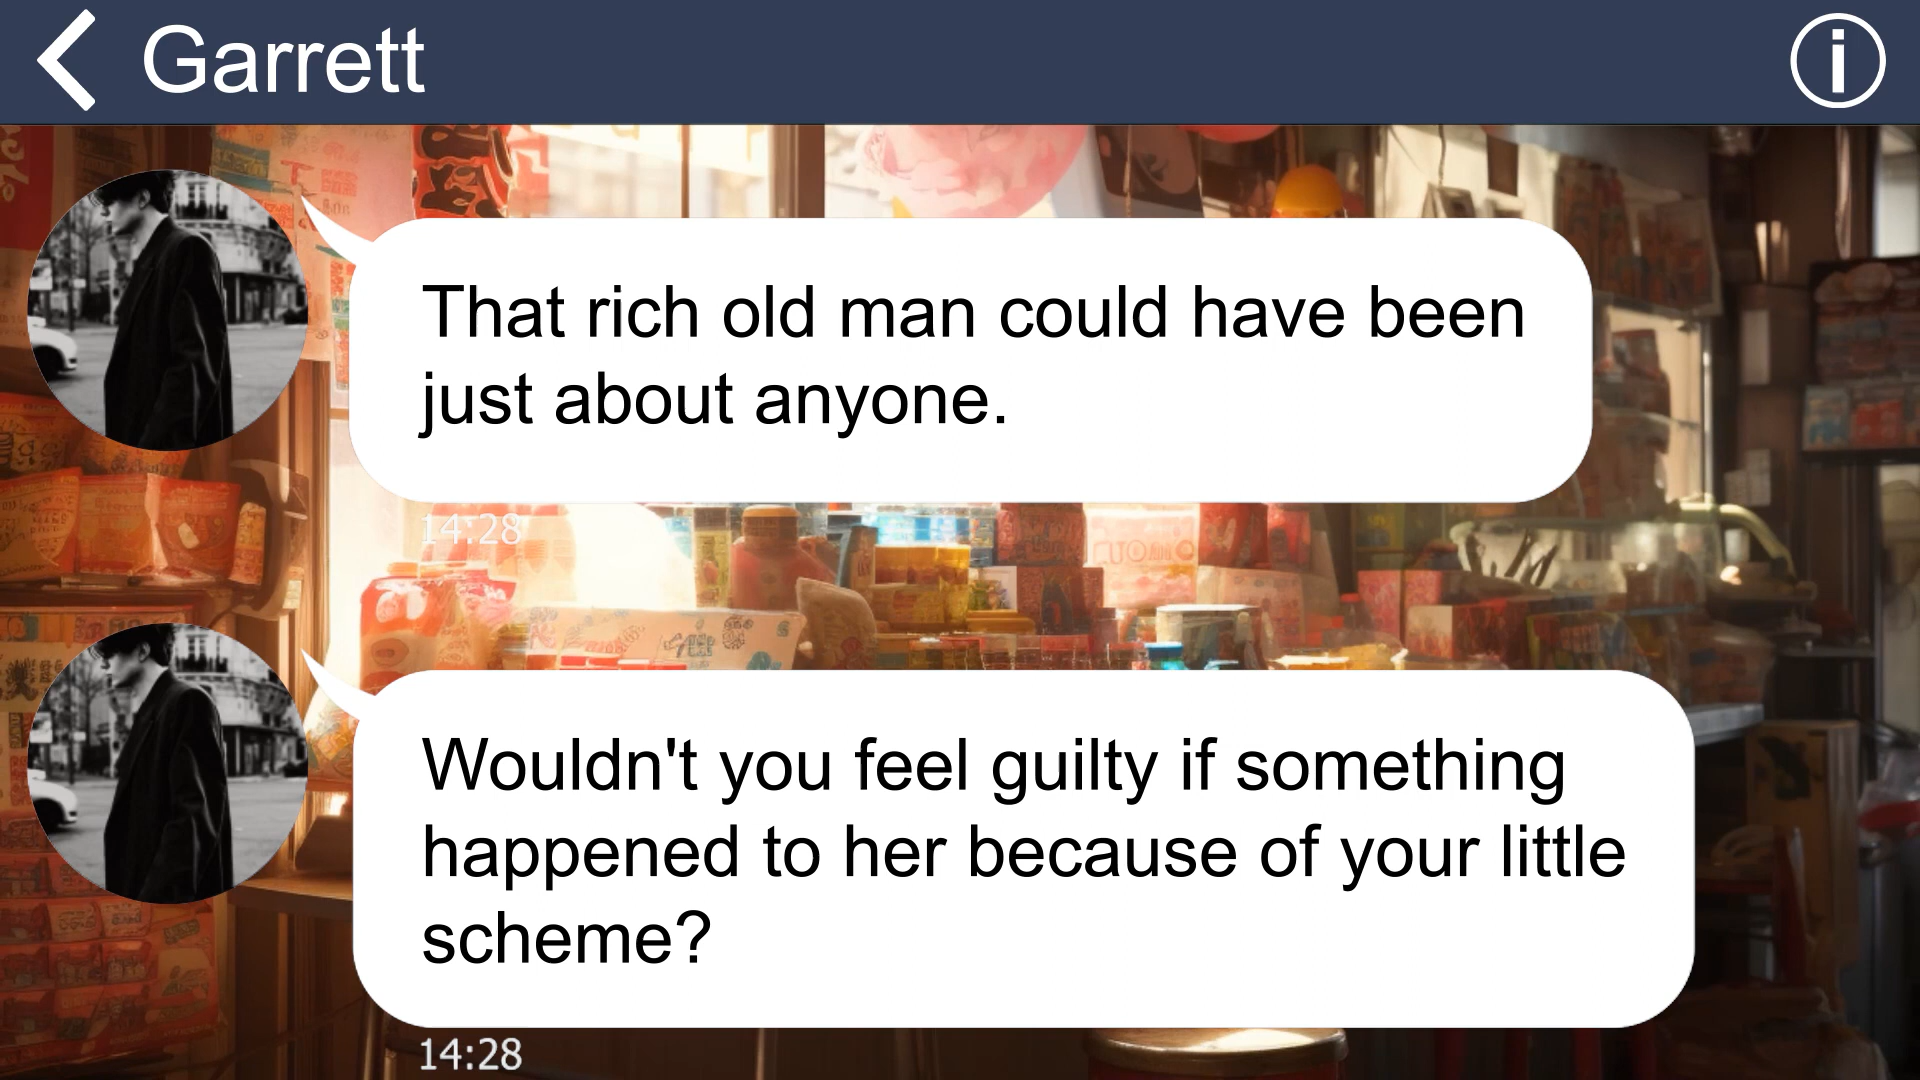 Garrett
That rich old man could have been
just about anyone.
14:28
Wouldn't you feel guilty if something
happened to her because of your little
scheme?
14:28